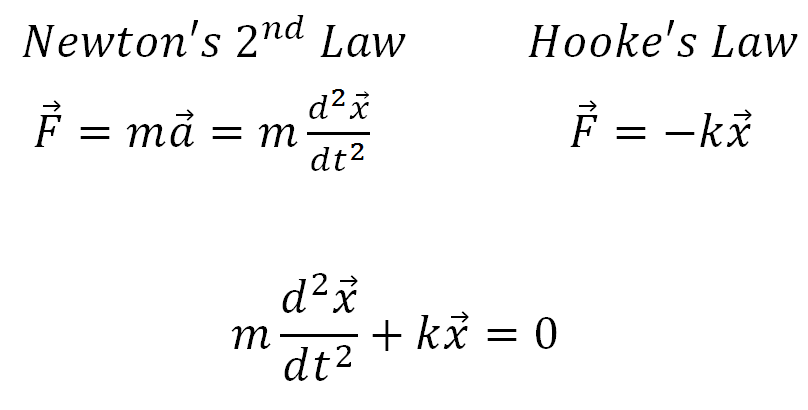 Newton's 2ⁿᵈ Law
Hooke's Law
F⃗ = ma⃗ = m d²x⃗/dt²
F⃗ = −kx⃗
m d²x⃗/dt² + kx⃗ = 0